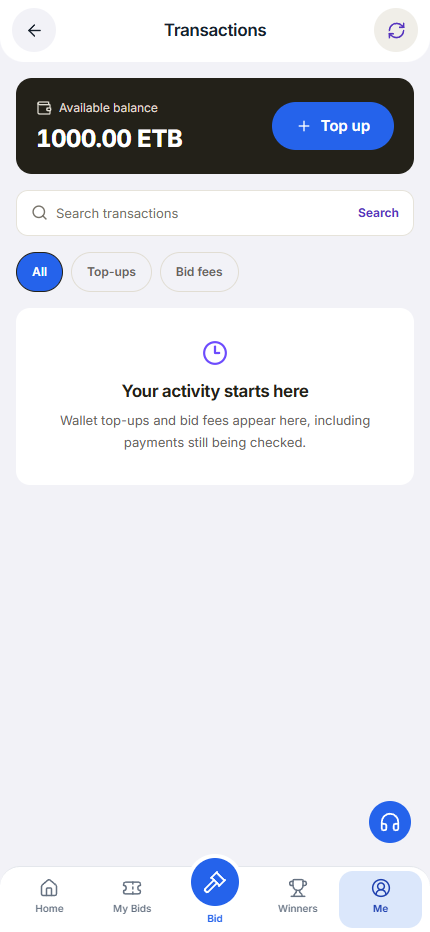 Transactions
Available balance
1000.00 ETB
Top up
Search transactions
Search
All
Top-ups
Bid fees
Your activity starts here
Wallet top-ups and bid fees appear here, including
payments still being checked.
Home
My Bids
Bid
Winners
Me